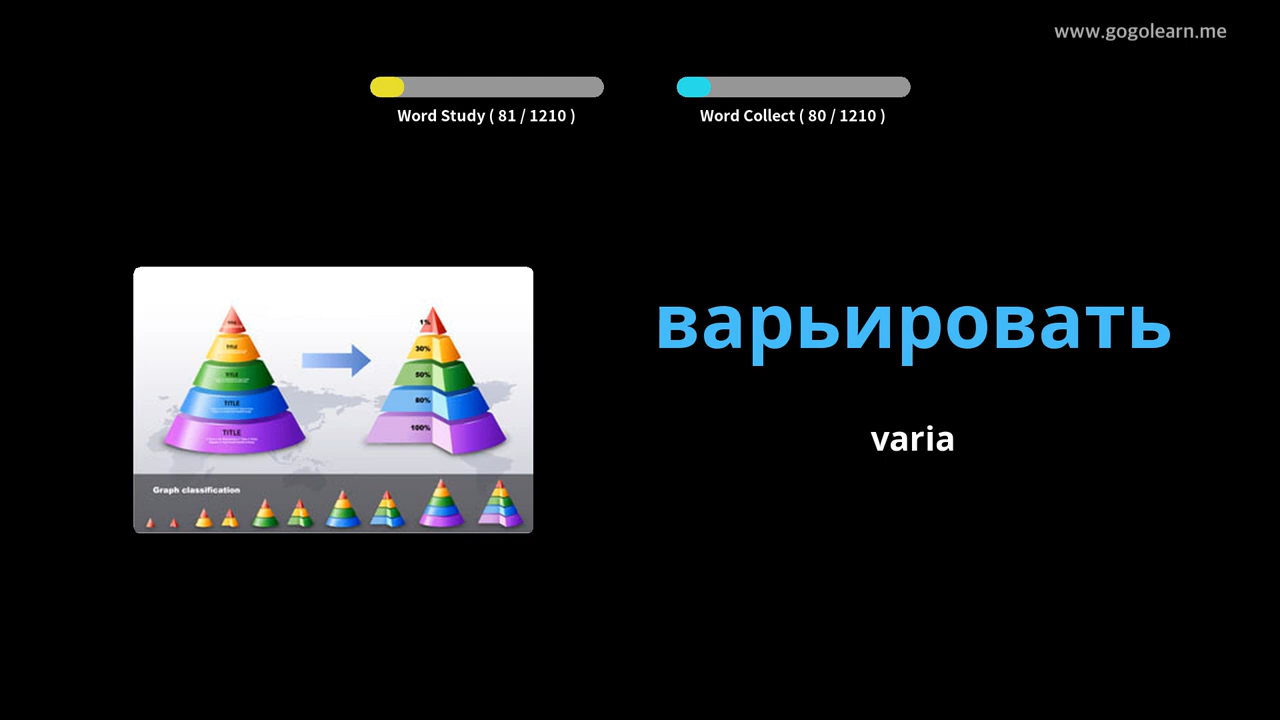 www.gogolearn.me
Word Study ( 81 / 1210 )
Word Collect ( 80 / 1210 )
варьировать
varia
TITLE
TITLE
TITLE
TITLE
1%
30%
50%
80%
100%
Graph classification